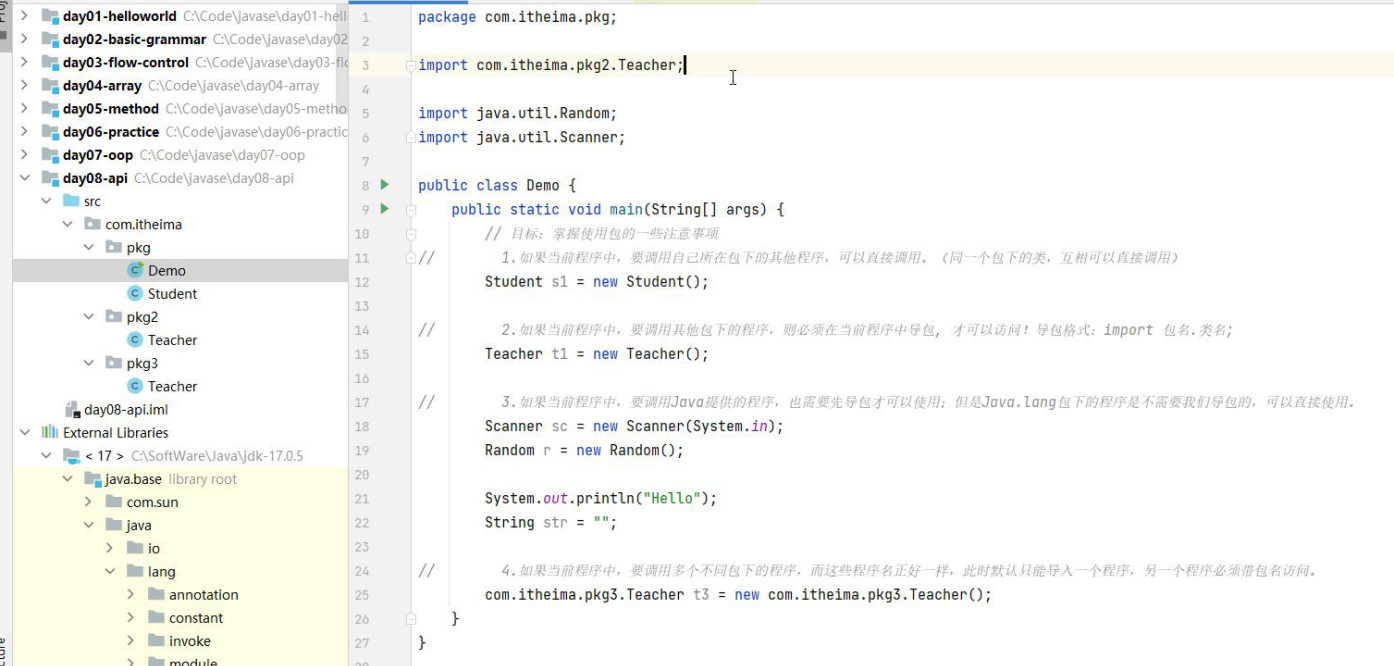 day01-helloworld C:\Code\javase\day01-hell
day02-basic-grammar C:\Code\javase\day02
day03-flow-control C:\Code\javase\day03-flo
day04-array C:\Code\javase\day04-array
day05-method C:\Code\javase\day05-metho
day06-practice C:\Code\javase\day06-practic
day07-oop C:\Code\javase\day07-oop
day08-api C:\Code\javase\day08-api
src
com.itheima
pkg
Demo
Student
pkg2
Teacher
pkg3
Teacher
day08-api.iml
External Libraries
< 17 > C:\SoftWare\Java\jdk-17.0.5
java.base library root
com.sun
java
io
lang
annotation
constant
invoke
module
1 package com.itheima.pkg;
2
3 import com.itheima.pkg2.Teacher;
4
5 import java.util.Random;
6 import java.util.Scanner;
7
8 public class Demo {
9 public static void main(String[] args) {
10 // 目标：掌握使用包的一些注意事项
11 // 1.如果当前程序中，要调用自己所在包下的其他程序，可以直接调用.（同一个包下的类，互相可以直接调用）
12 Student s1 = new Student();
13
14 // 2.如果当前程序中，要调用其他包下的程序，则必须在当前程序中导包, 才可以访问！导包格式：import 包名.类名;
15 Teacher t1 = new Teacher();
16
17 // 3.如果当前程序中，要调用Java提供的程序，也需要先导包才可以使用；但是Java.lang包下的程序是不需要我们导包的，可以直接使用.
18 Scanner sc = new Scanner(System.in);
19 Random r = new Random();
20
21 System.out.println("Hello");
22 String str = "";
23
24 // 4.如果当前程序中，要调用多个不同包下的程序，而这些程序名正好一样，此时默认只能导入一个程序，另一个程序必须带包名访问.
25 com.itheima.pkg3.Teacher t3 = new com.itheima.pkg3.Teacher();
26 }
27 }